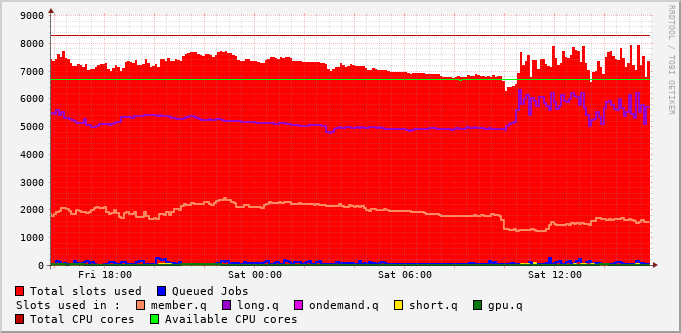 9000
8000
7000
6000
5000
4000
3000
2000
1000
0
Fri 18:00 Sat 00:00 Sat 06:00 Sat 12:00
RRDTOOL / TOBI OETIKER
Total slots used Queued Jobs
Slots used in : member.q long.q ondemand.q short.q gpu.q
Total CPU cores Available CPU cores